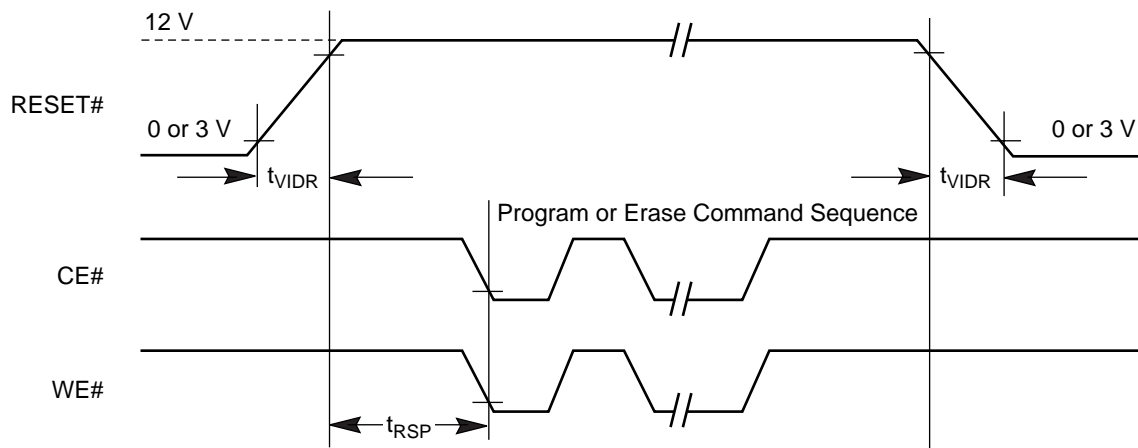 12 V
RESET#
0 or 3 V
0 or 3 V
tVIDR
tVIDR
Program or Erase Command Sequence
CE#
WE#
tRSP